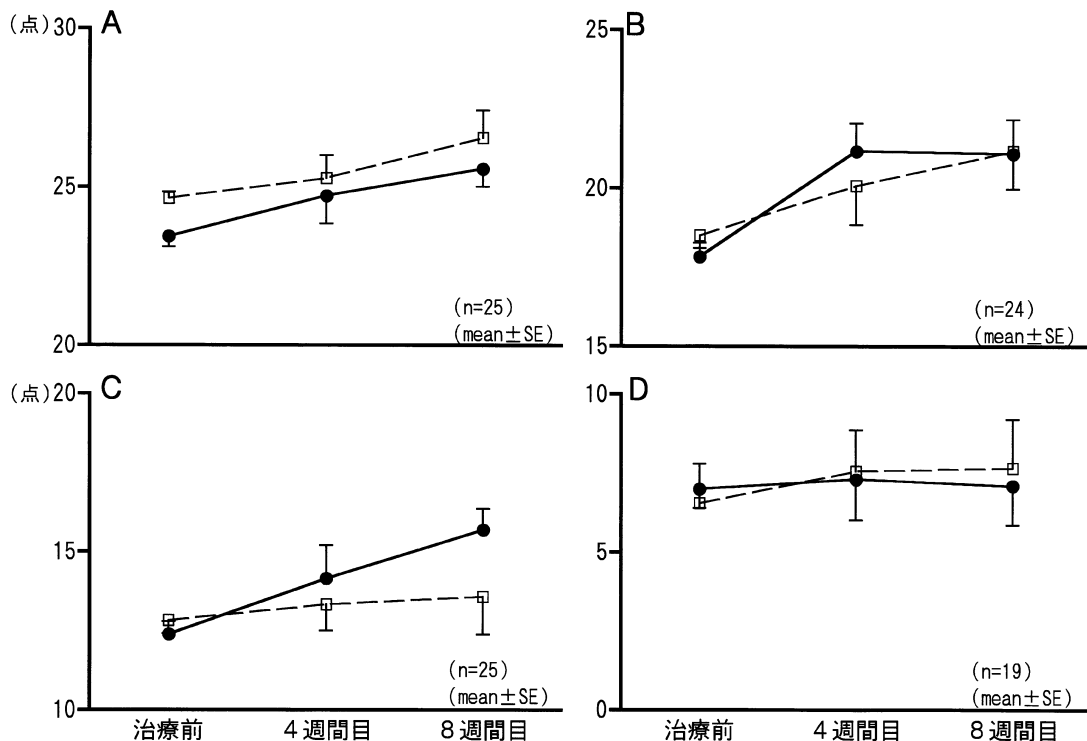 (点) 30 A
25
20
(n=25)
(mean±SE)
25 B
20
15
(n=24)
(mean±SE)
(点) 20 C
15
10
(n=25)
(mean±SE)
治療前 4週間目 8週間目
10 D
5
0
(n=19)
(mean±SE)
治療前 4週間目 8週間目